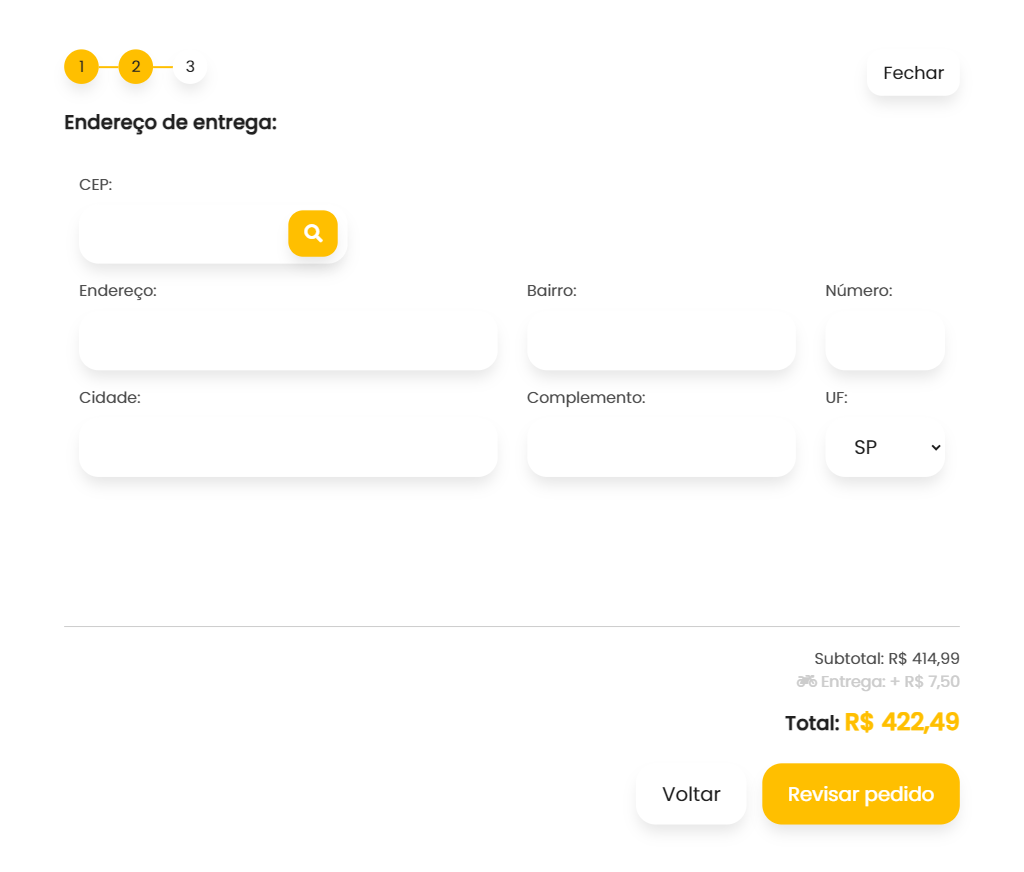 1 2 3
Fechar
Endereço de entrega:
CEP:
Endereço: Bairro: Número:
Cidade: Complemento: UF:
SP
Subtotal: R$ 414,99
Entrega: + R$ 7,50
Total: R$ 422,49
Voltar Revisar pedido